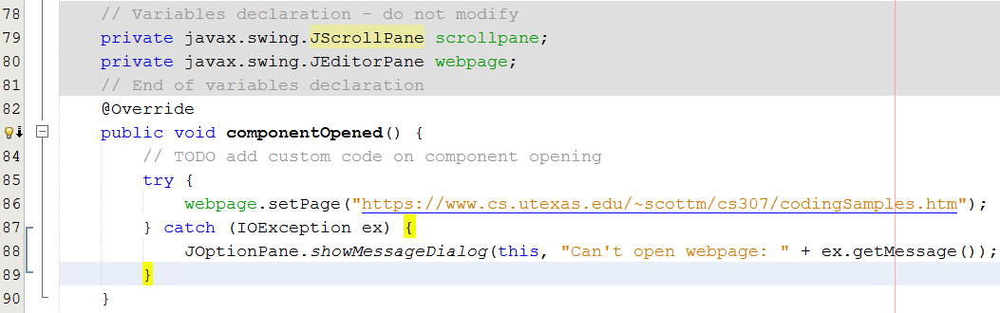 78 // Variables declaration - do not modify
79 private javax.swing.JScrollPane scrollpane;
80 private javax.swing.JEditorPane webpage;
81 // End of variables declaration
82 @Override
public void componentOpened() {
84 // TODO add custom code on component opening
85 try {
86 webpage.setPage("https://www.cs.utexas.edu/~scottm/cs307/codingSamples.htm");
87 } catch (IOException ex) {
88 JOptionPane.showMessageDialog(this, "Can't open webpage: " + ex.getMessage());
89 }
90 }